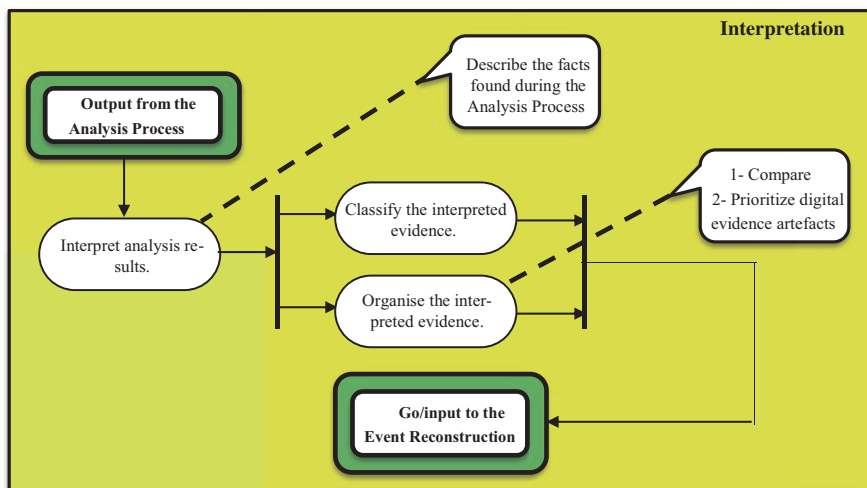 Interpretation
Output from the
Analysis Process
Describe the facts
found during the
Analysis Process
1- Compare
2- Prioritize digital
evidence artefacts
Interpret analysis re-
sults.
Classify the interpreted
evidence.
Organise the inter-
preted evidence.
Go/input to the
Event Reconstruction